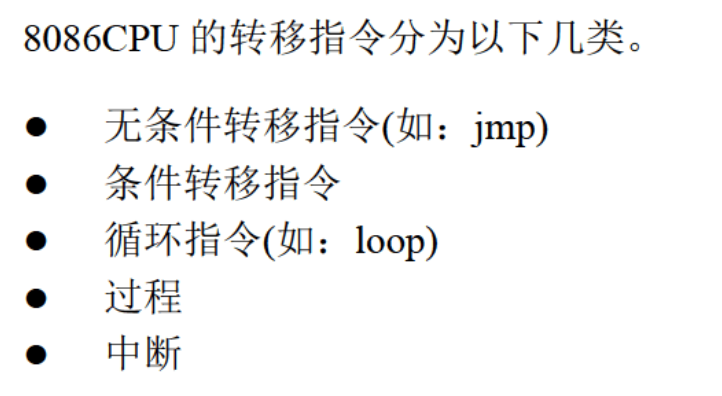 8086CPU 的转移指令分为以下几类。
● 无条件转移指令(如：jmp)
● 条件转移指令
● 循环指令(如：loop)
● 过程
● 中断